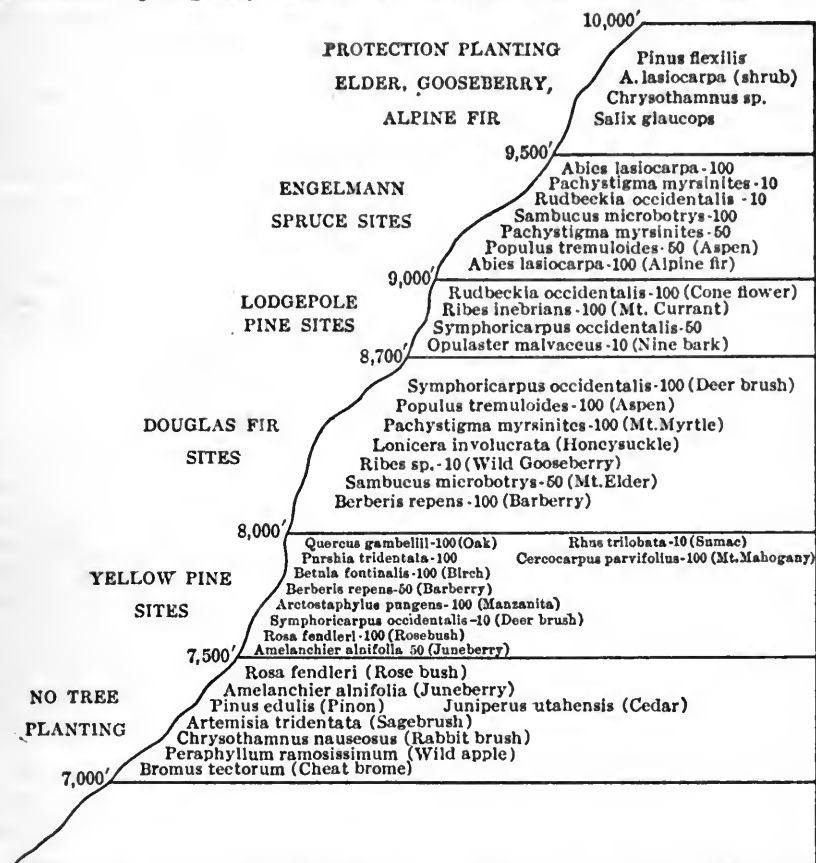 10,000'
PROTECTION PLANTING
ELDER, GOOSEBERRY,
ALPINE FIR
Pinus flexilis
A. lasiocarpa (shrub)
Chrysothamnus sp.
Salix glaucops
9,500'
ENGELMANN
SPRUCE SITES
Abies lasiocarpa-100
Pachystigma myrsinites-10
Rudbeckia occidentalis -10
Sambucus microbotrys-100
Pachystigma myrsinites-50
Populus tremuloides-50 (Aspen)
Abies lasiocarpa-100 (Alpine fir)
9,000'
LODGEPOLE
PINE SITES
Rudbeckia occidentalis-100 (Cone flower)
Ribes inebrians-100 (Mt. Currant)
Symphoricarpus occidentalis-50
Opulaster malvaceus-10 (Nine bark)
8,700'
DOUGLAS FIR
SITES
Symphoricarpus occidentalis-100 (Deer brush)
Populus tremuloides-100 (Aspen)
Pachystigma myrsinites-100 (Mt.Myrtle)
Lonicera involucrata (Honeysuckle)
Ribes sp.-10 (Wild Gooseberry)
Sambucus microbotrys-50 (Mt.Elder)
Berberis repens-100 (Barberry)
8,000'
YELLOW PINE
SITES
Quercus gambellii-100 (Oak) Rhus trilobata-10 (Sumac)
Purshia tridentata-100 Cercocarpus parvifolius-100 (Mt.Mahogany)
Betula fontinalis-100 (Birch)
Berberis repens-50 (Barberry)
Arctostaphylus pungens-100 (Manzanita)
Symphoricarpus occidentalis-10 (Deer brush)
Rosa fendleri-100 (Rosebush)
Amelanchier alnifolia 50 (Juneberry)
7,500'
NO TREE
PLANTING
Rosa fendleri (Rose bush)
Amelanchier alnifolia (Juneberry)
Pinus edulis (Pinon) Juniperus utahensis (Cedar)
Artemisia tridentata (Sagebrush)
Chrysothamnus nauseosus (Rabbit brush)
Peraphyllum ramosissimum (Wild apple)
Bromus tectorum (Cheat brome)
7,000'